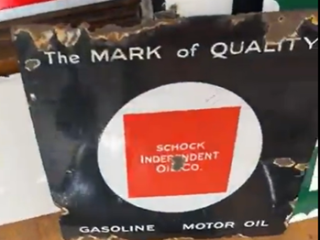 The MARK of QUALITY
SCHOCK
INDEPENDENT
OIL CO.
GASOLINE MOTOR OIL